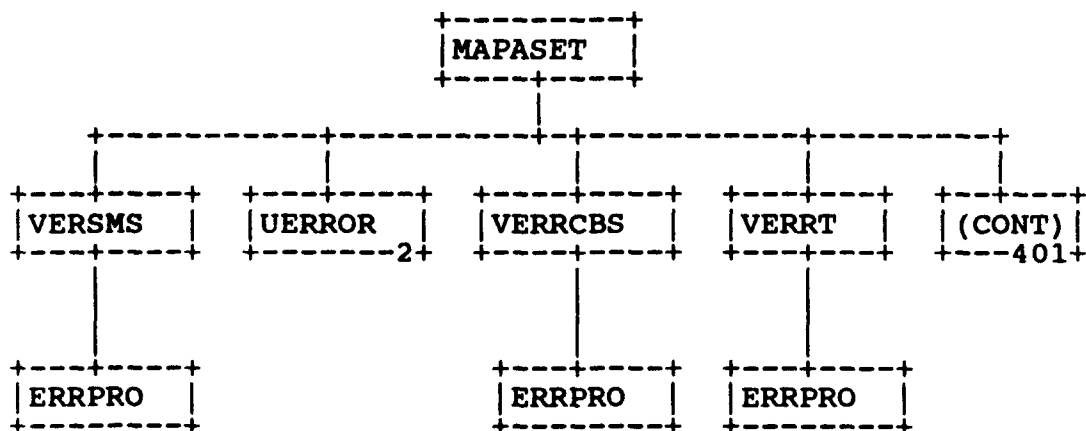 MAPASET
VERSMS UERROR VERRCBS VERRT (CONT)
2 401
ERRPRO ERRPRO ERRPRO